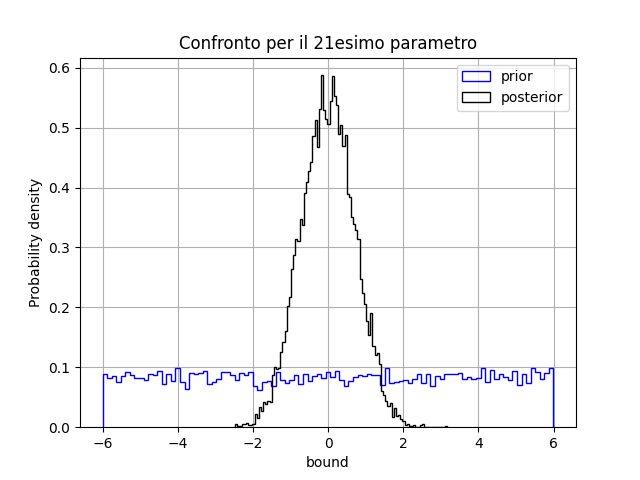 Confronto per il 21esimo parametro
prior
posterior
0.6
0.5
0.4
0.3
0.2
0.1
0.0
Probability density
−6
−4
−2
0
2
4
6
bound